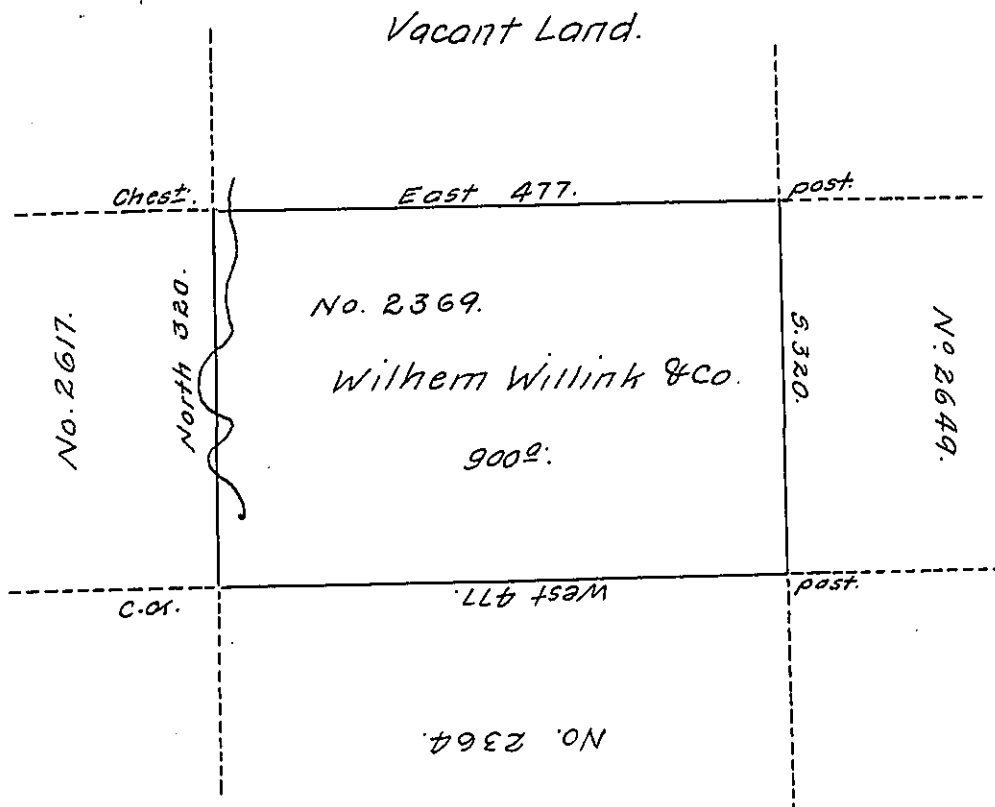 Vacant Land.
Chest.
East 477.
post.
No. 2617.
North 320.
No. 2369.
Wilhem Willink & Co.
900a.
S. 320.
No. 2649.
C. or.
West 477.
post.
No. 2364.